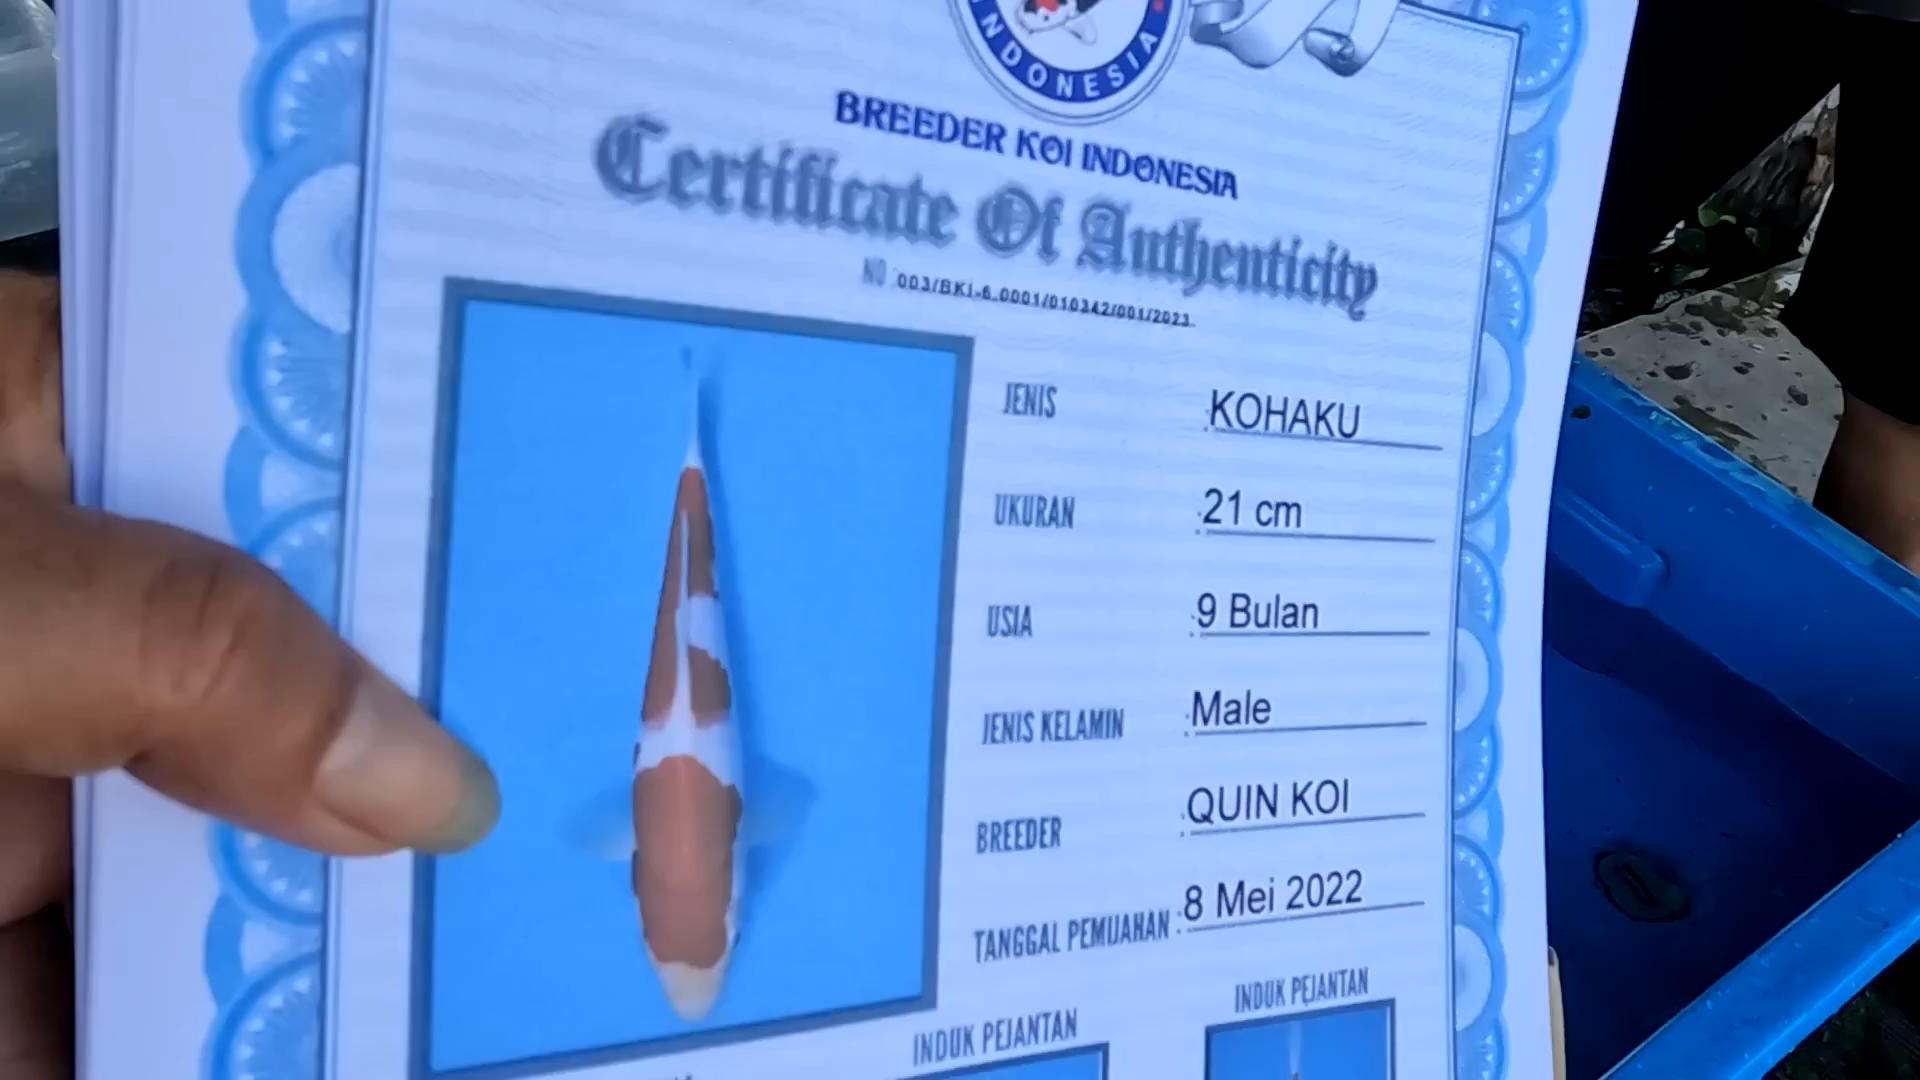 INDONESIA
BREEDER KOI INDONESIA
Certificate Of Authenticity
NO 003/BKI-6.0001/010342/001/2023
JENIS :KOHAKU
UKURAN :21 cm
USIA :9 Bulan
JENIS KELAMIN :Male
BREEDER :QUIN KOI
TANGGAL PEMIJAHAN :8 Mei 2022
INDUK PEJANTAN
INDUK PEJANTAN